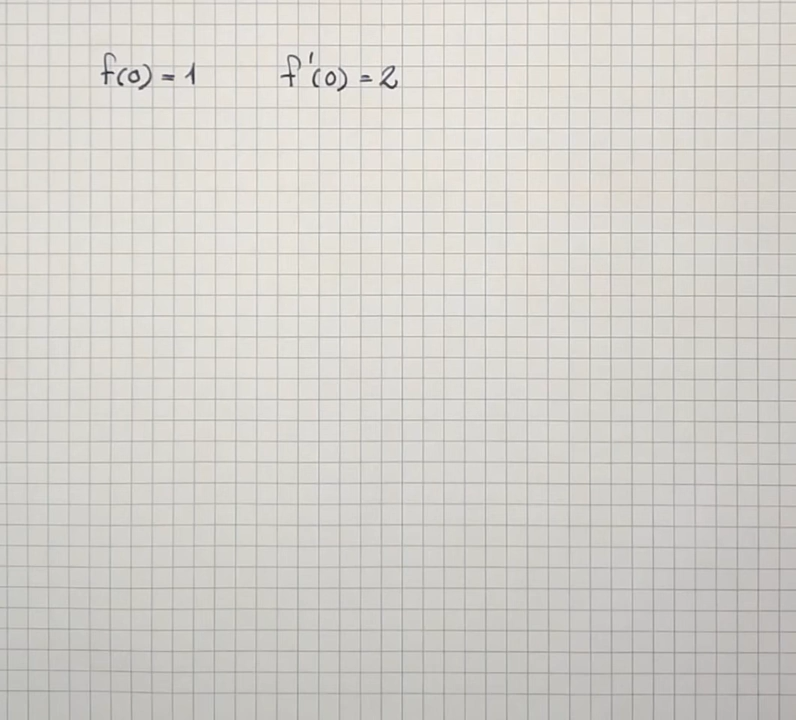 f(0) = 1 f'(0) = 2